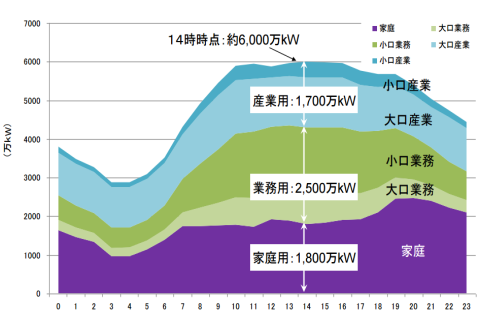 7000
6000
5000
4000
3000
2000
1000
0
（万kW）
0 1 2 3 4 5 6 7 8 9 10 11 12 13 14 15 16 17 18 19 20 21 22 23
14時時点：約6,000万kW
家庭 大口業務
小口業務 大口産業
小口産業
産業用：1,700万kW
業務用：2,500万kW
家庭用：1,800万kW
小口産業
大口産業
小口業務
大口業務
家庭